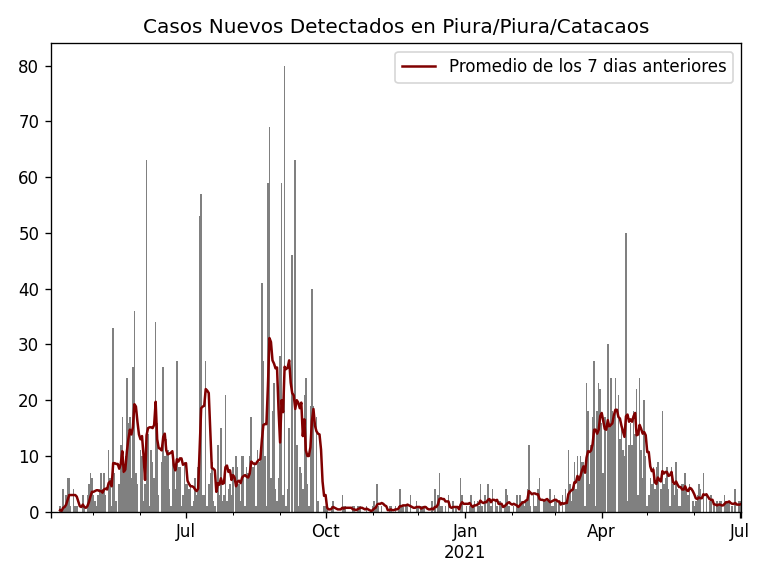 Casos Nuevos Detectados en Piura/Piura/Catacaos
Promedio de los 7 dias anteriores
80
70
60
50
40
30
20
10
0
Jul
Oct
Jan
2021
Apr
Jul